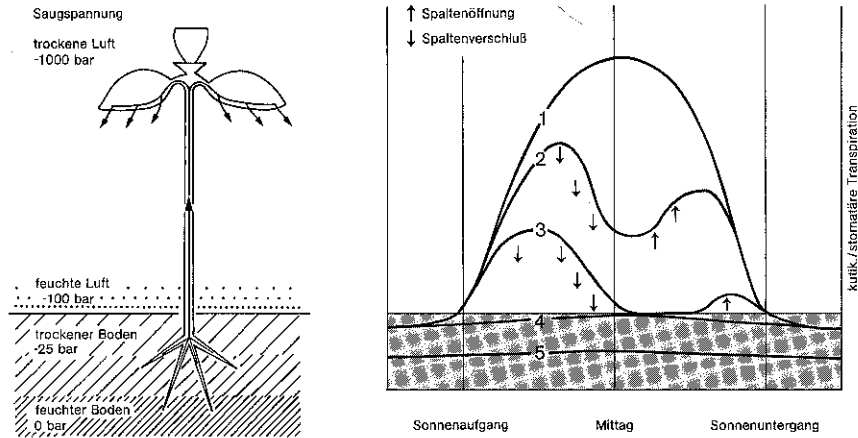 Saugspannung
trockene Luft
-1000 bar
feuchte Luft
-100 bar
trockener Boden
-25 bar
feuchter Boden
0 bar
↑ Spaltenöffnung
↓ Spaltenverschluß
1
2
3
4
5
kutik./stomatäre Transpiration
Sonnenaufgang Mittag Sonnenuntergang